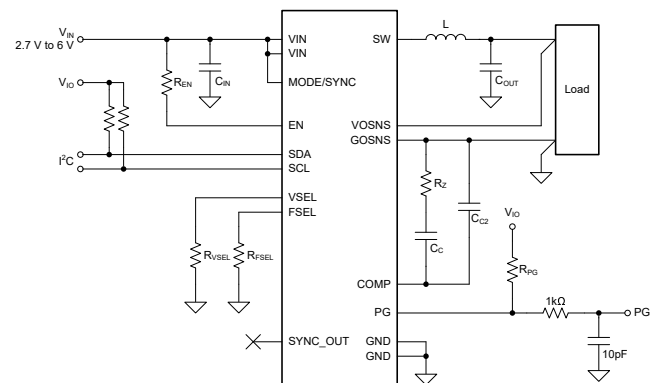 VIN
2.7 V to 6 V
VIO
I²C
REN
CIN
RVSEL
RFSEL
VIN
VIN
MODE/SYNC
EN
SDA
SCL
VSEL
FSEL
SYNC_OUT
SW
VOSNS
GOSNS
COMP
PG
GND
GND
L
COUT
Load
RZ
CC
CC2
VIO
RPG
1kΩ
PG
10pF